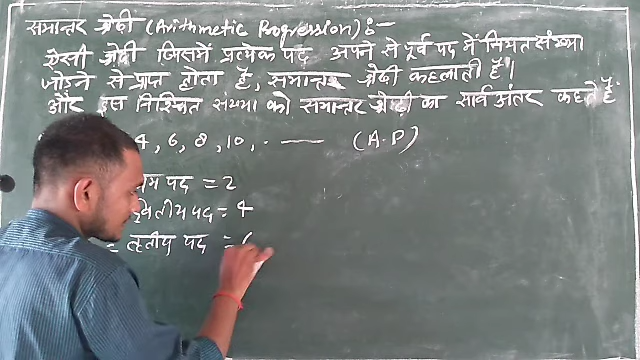 समान्तर श्रेढी (Arithmetic Progression) :-
ऐसी श्रेढी जिसमें प्रत्येक पद अपने से पूर्व पद में नियत संख्या
जोड़ने से प्राप्त होता है, समान्तर श्रेढी कहलाती है।
और इस निश्चित संख्या को समान्तर श्रेढी का सार्व अंतर कहते हैं
4, 6, 8, 10, . —— (A.P)
पद = 2
द्वितीय पद = 4
= तृतीय पद =